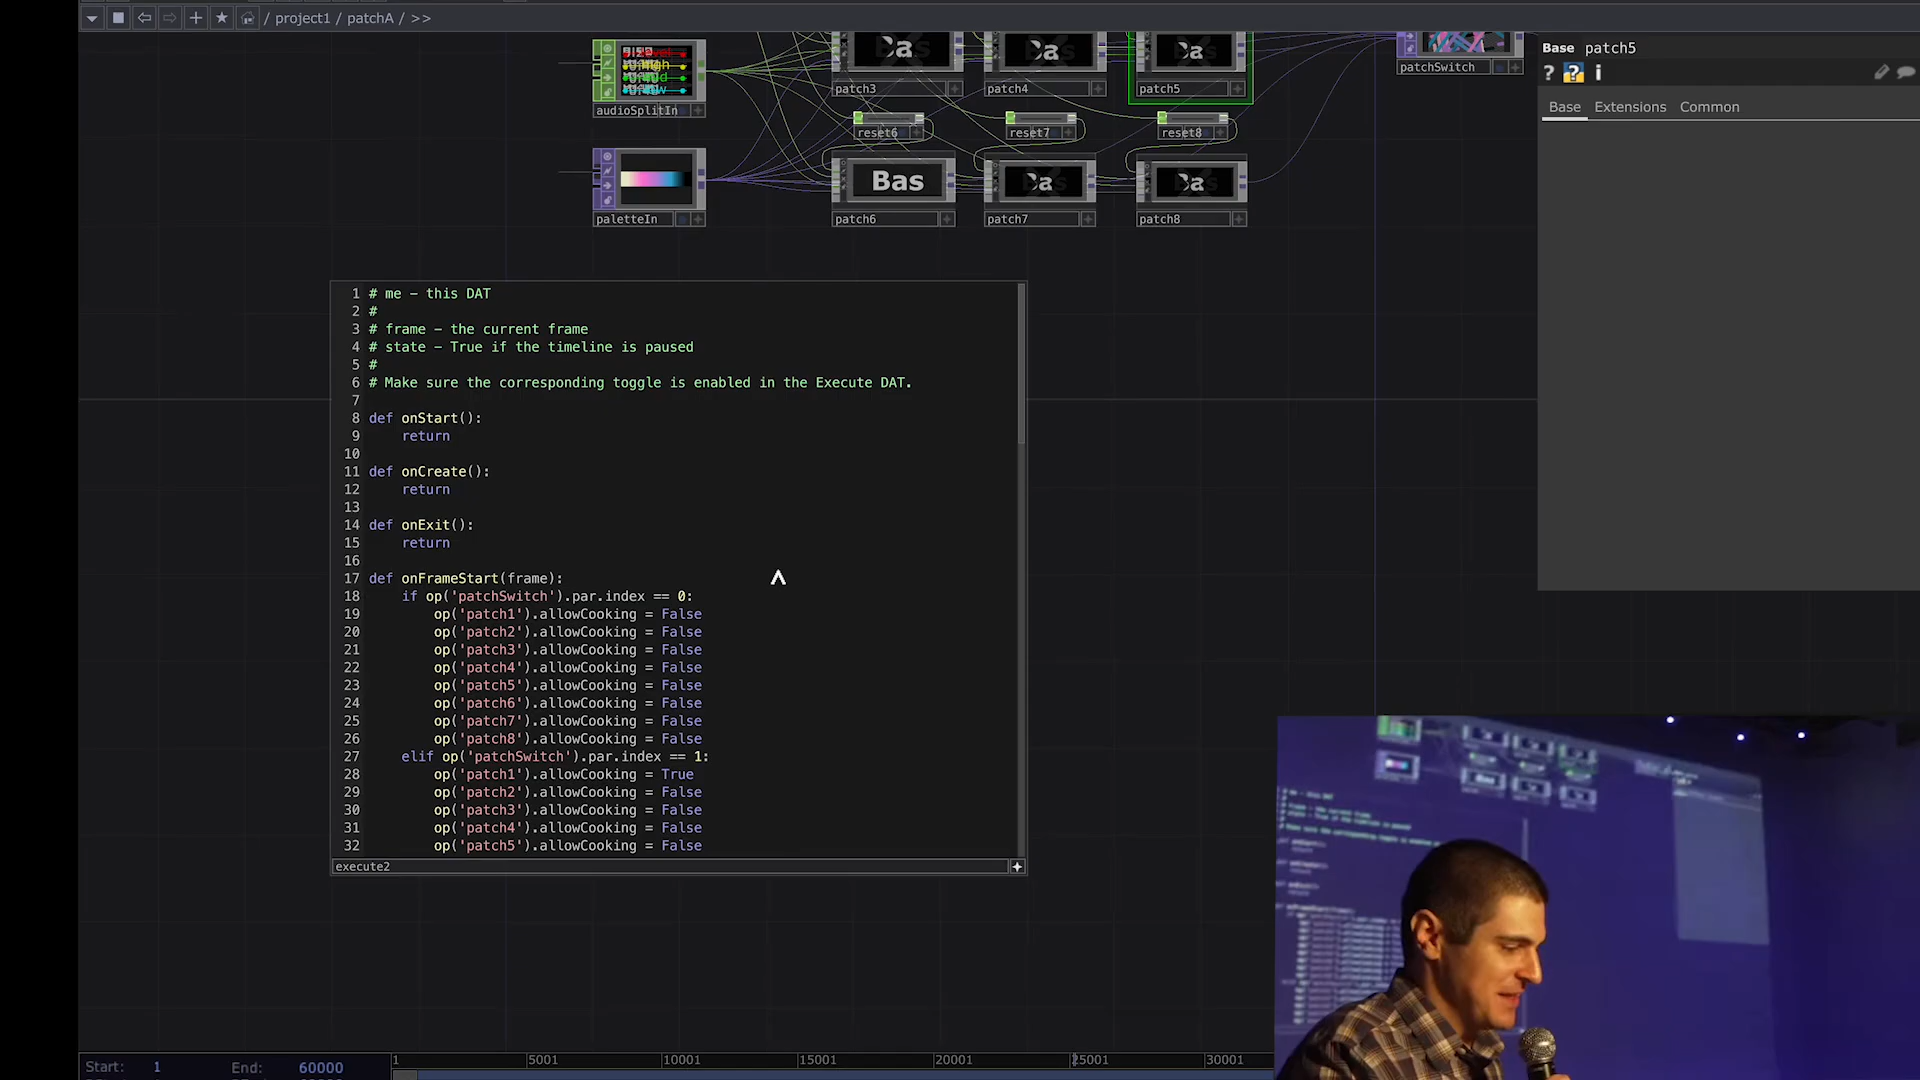 / project1 / patchA / >>
patchSwitch
Base patch5
? ? i
Base Extensions Common
audioSplitIn
patch3
patch4
patch5
reset6
reset7
reset8
Bas
paletteIn
patch6
patch7
patch8
1 # me – this DAT
2 #
3 # frame – the current frame
4 # state – True if the timeline is paused
5 #
6 # Make sure the corresponding toggle is enabled in the Execute DAT.
7
8 def onStart():
9 return
10
11 def onCreate():
12 return
13
14 def onExit():
15 return
16
17 def onFrameStart(frame):
18 if op('patchSwitch').par.index == 0:
19 op('patch1').allowCooking = False
20 op('patch2').allowCooking = False
21 op('patch3').allowCooking = False
22 op('patch4').allowCooking = False
23 op('patch5').allowCooking = False
24 op('patch6').allowCooking = False
25 op('patch7').allowCooking = False
26 op('patch8').allowCooking = False
27 elif op('patchSwitch').par.index == 1:
28 op('patch1').allowCooking = True
29 op('patch2').allowCooking = False
30 op('patch3').allowCooking = False
31 op('patch4').allowCooking = False
32 op('patch5').allowCooking = False
execute2
Start: 1 End: 60000
1 5001 10001 15001 20001 25001 30001